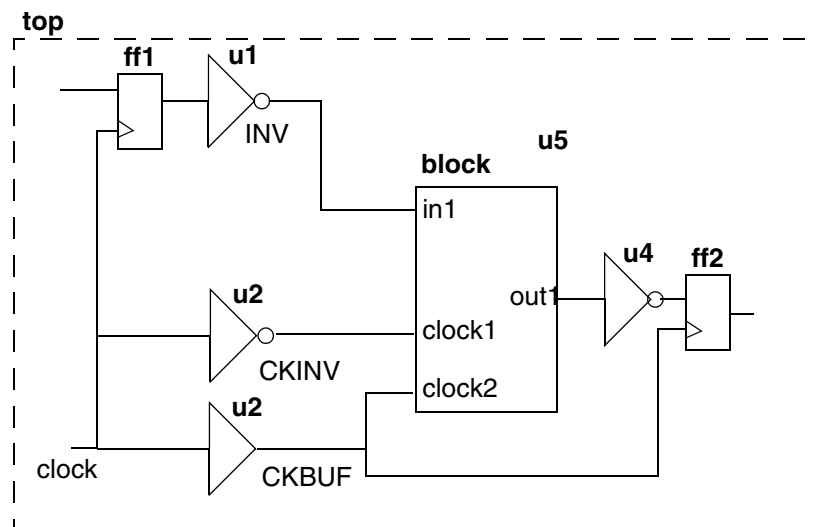 top
ff1
u1
INV
u5
block
in1
u4
ff2
u2
out1
clock1
CKINV
clock2
u2
clock
CKBUF